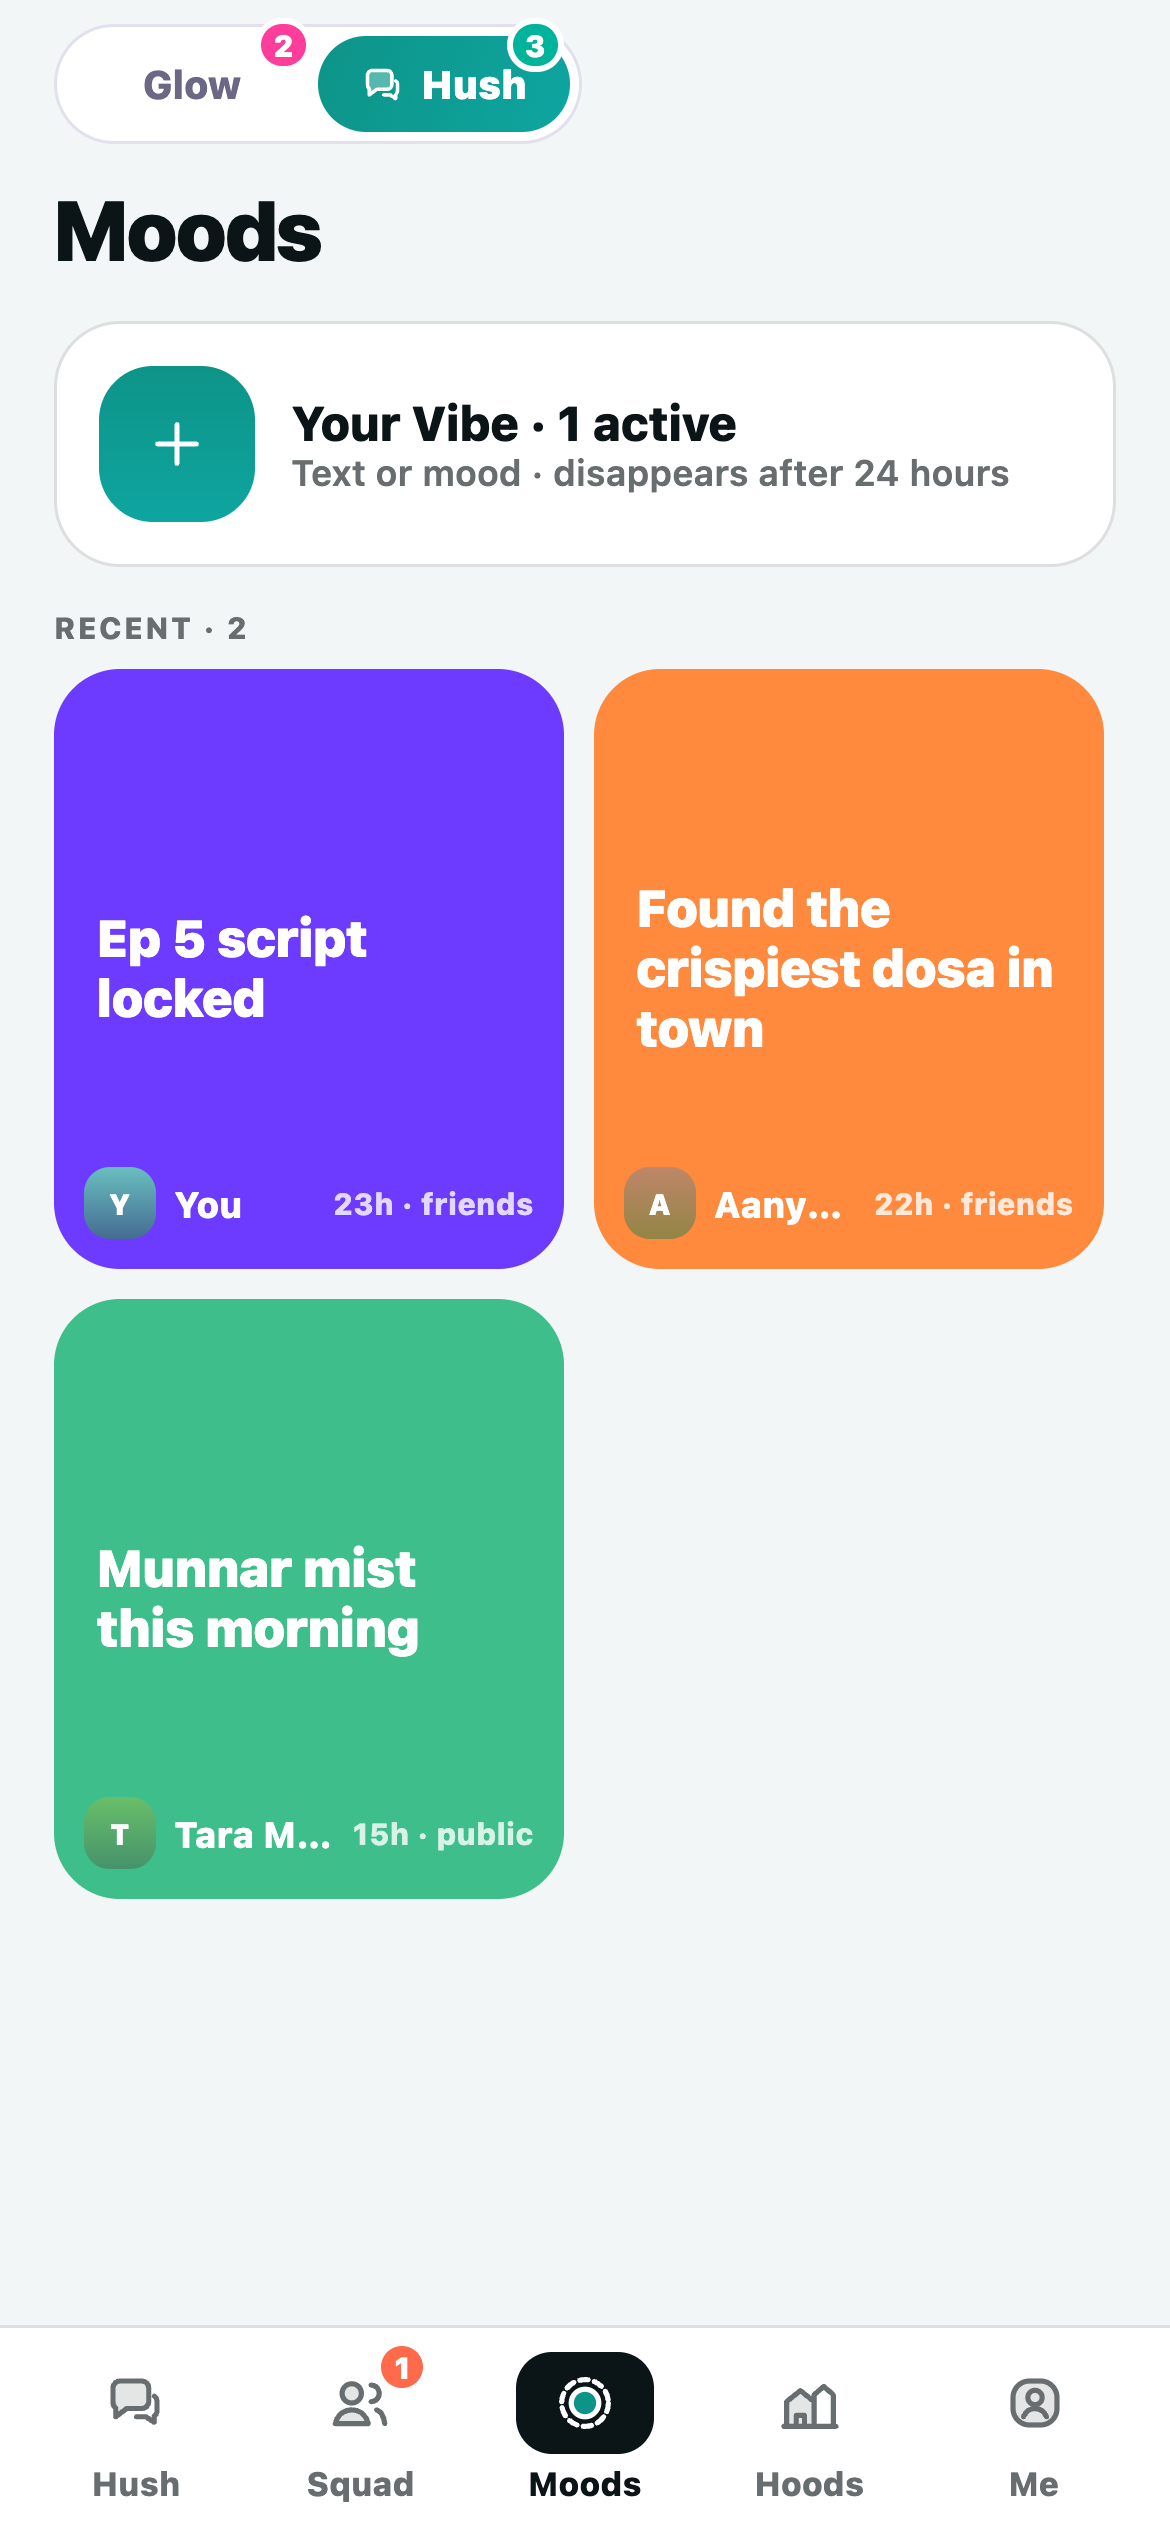 Glow
2
Hush
3
Moods
Your Vibe · 1 active
Text or mood · disappears after 24 hours
RECENT · 2
Ep 5 script
locked
Y
You
23h · friends
Found the
crispiest dosa in
town
A
Aany...
22h · friends
Munnar mist
this morning
T
Tara M...
15h · public
1
Hush
Squad
Moods
Hoods
Me